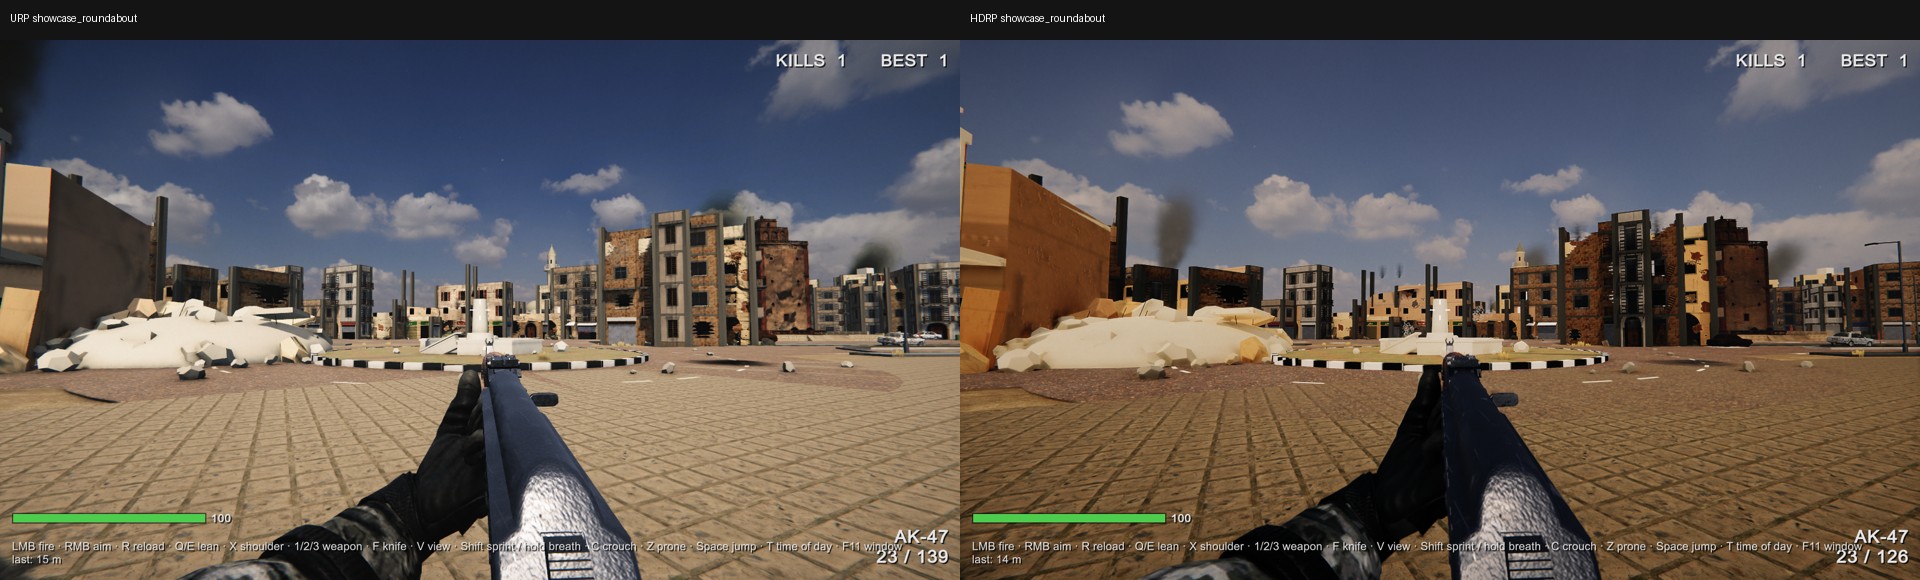 URP showcase_roundabout
KILLS 1 BEST 1
100
LMB fire · RMB aim · R reload · Q/E lean · X shoulder · 1/2/3 weapon · F knife · V view · Shift sprint / hold breath · C crouch · Z prone · Space jump · T time of day · F11 window
last: 15 m
AK-47
23 / 139
HDRP showcase_roundabout
KILLS 1 BEST 1
100
LMB fire · RMB aim · R reload · Q/E lean · X shoulder · 1/2/3 weapon · F knife · V view · Shift sprint / hold breath · C crouch · Z prone · Space jump · T time of day · F11 window
last: 14 m
AK-47
23 / 126